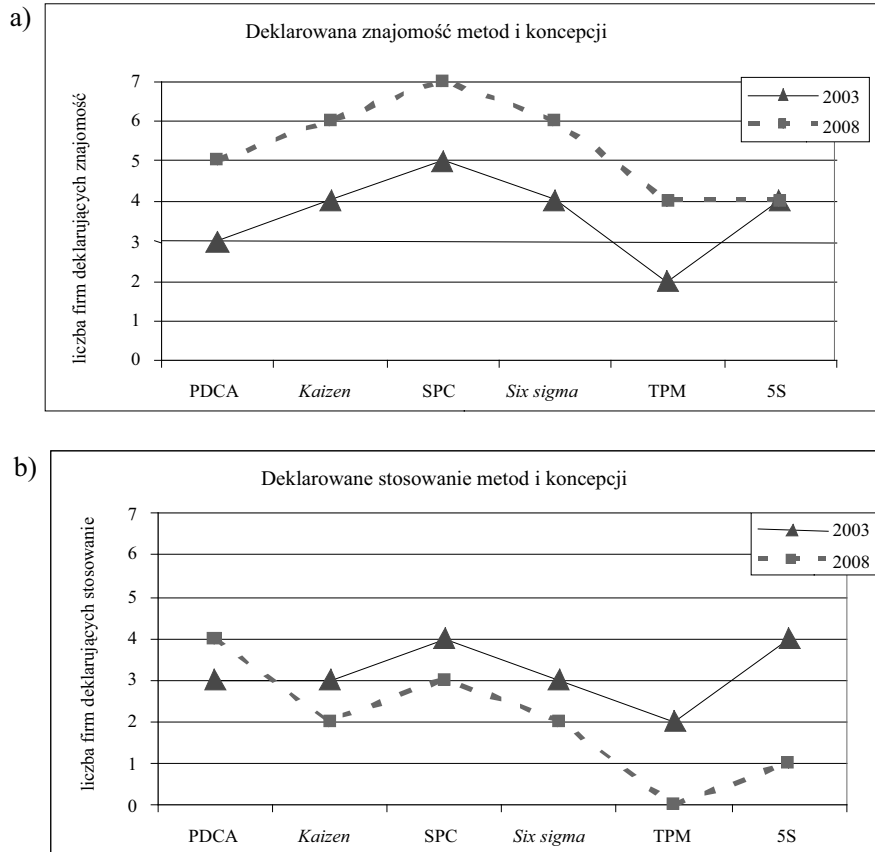 a)
Deklarowana znajomość metod i koncepcji
liczba firm deklarujących znajomość
7
6
5
4
3
2
1
0
2003
2008
PDCA Kaizen SPC Six sigma TPM 5S
b)
Deklarowane stosowanie metod i koncepcji
liczba firm deklarujących stosowanie
7
6
5
4
3
2
1
0
2003
2008
PDCA Kaizen SPC Six sigma TPM 5S